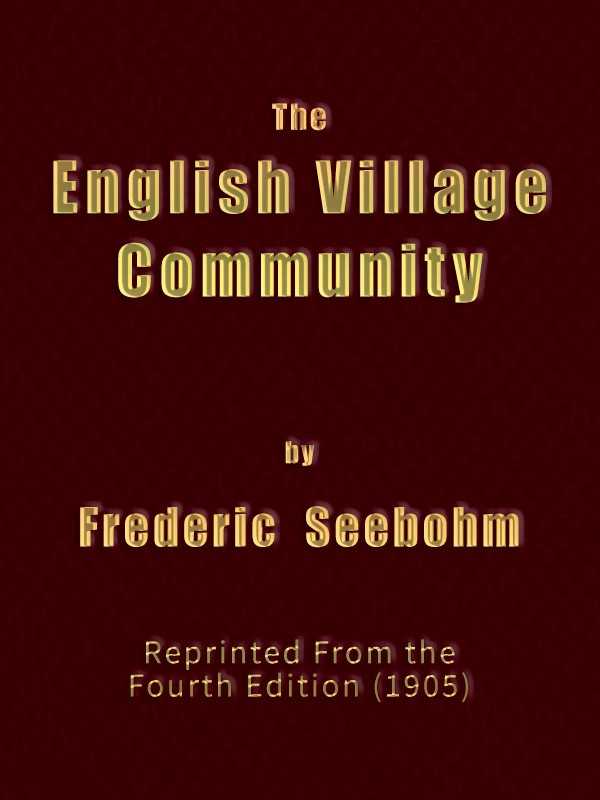 The
English Village
Community
by
Frederic Seebohm
Reprinted From the
Fourth Edition (1905)